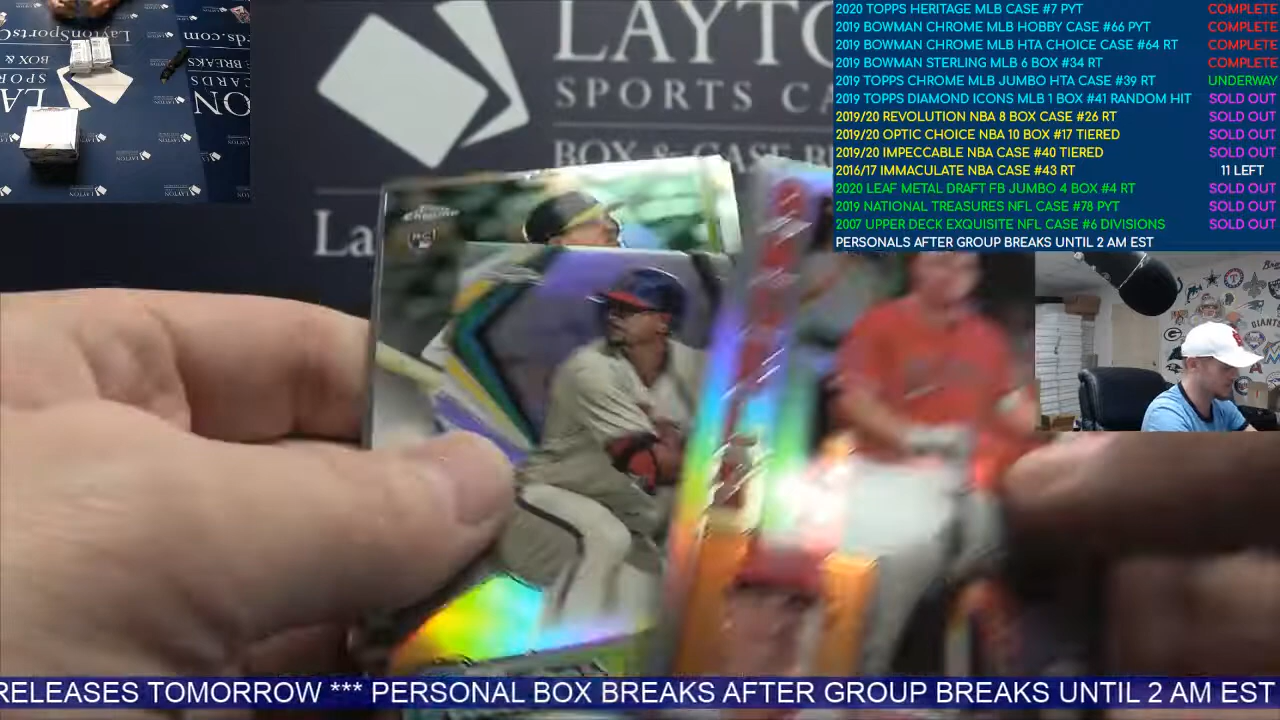 2020 TOPPS HERITAGE MLB CASE #7 PYT COMPLETE
2019 BOWMAN CHROME MLB HOBBY CASE #66 PYT COMPLETE
2019 BOWMAN CHROME MLB HTA CHOICE CASE #64 RT COMPLETE
2019 BOWMAN STERLING MLB 6 BOX #34 RT COMPLETE
2019 TOPPS CHROME MLB JUMBO HTA CASE #39 RT UNDERWAY
2019 TOPPS DIAMOND ICONS MLB 1 BOX #41 RANDOM HIT SOLD OUT
2019/20 REVOLUTION NBA 8 BOX CASE #26 RT SOLD OUT
2019/20 OPTIC CHOICE NBA 10 BOX #17 TIERED SOLD OUT
2019/20 IMPECCABLE NBA CASE #40 TIERED SOLD OUT
2016/17 IMMACULATE NBA CASE #43 RT 11 LEFT
2020 LEAF METAL DRAFT FB JUMBO 4 BOX #4 RT SOLD OUT
2019 NATIONAL TREASURES NFL CASE #78 PYT SOLD OUT
2007 UPPER DECK EXQUISITE NFL CASE #6 DIVISIONS SOLD OUT
PERSONALS AFTER GROUP BREAKS UNTIL 2 AM EST
LAYTO
SPORTS CA
BOX & CASE B
La
Chrome
RC
RELEASES TOMORROW *** PERSONAL BOX BREAKS AFTER GROUP BREAKS UNTIL 2 AM EST